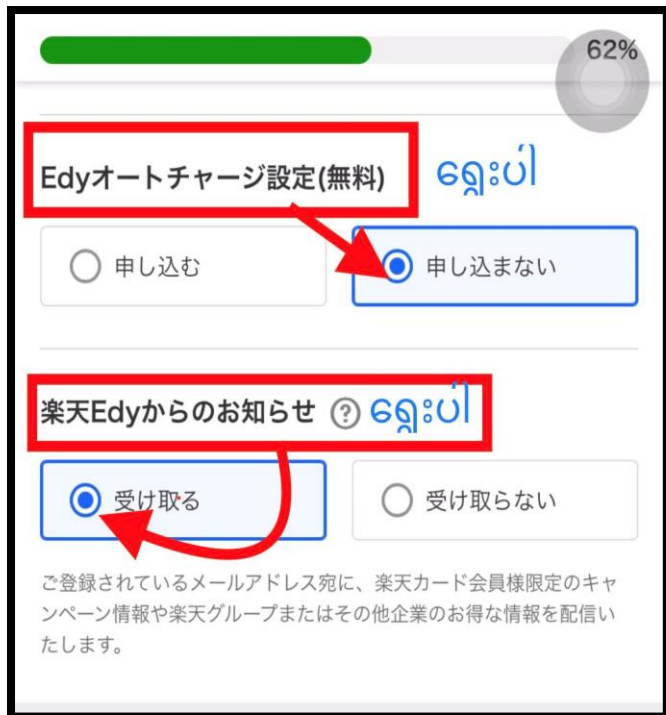 62%
Edyオートチャージ設定(無料) ရွေးပါ
申し込む 申し込まない
楽天Edyからのお知らせ ? ရွေးပါ
受け取る 受け取らない
ご登録されているメールアドレス宛に、楽天カード会員様限定のキャ
ンペーン情報や楽天グループまたはその他企業のお得な情報を配信い
たします。